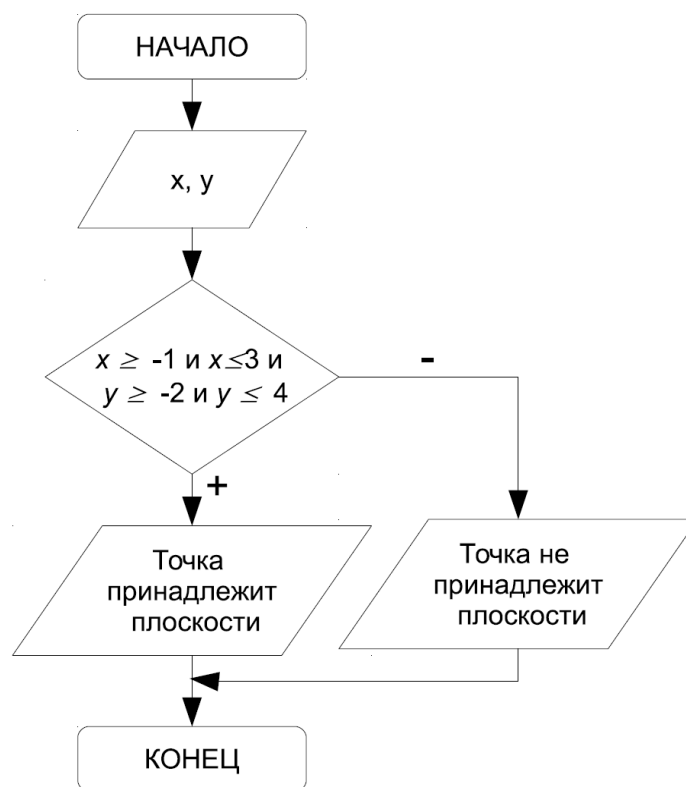 НАЧАЛО
x, y
x ≥ -1 и x≤3 и
y ≥ -2 и y ≤ 4
-
+
Точка
принадлежит
плоскости
Точка не
принадлежит
плоскости
КОНЕЦ